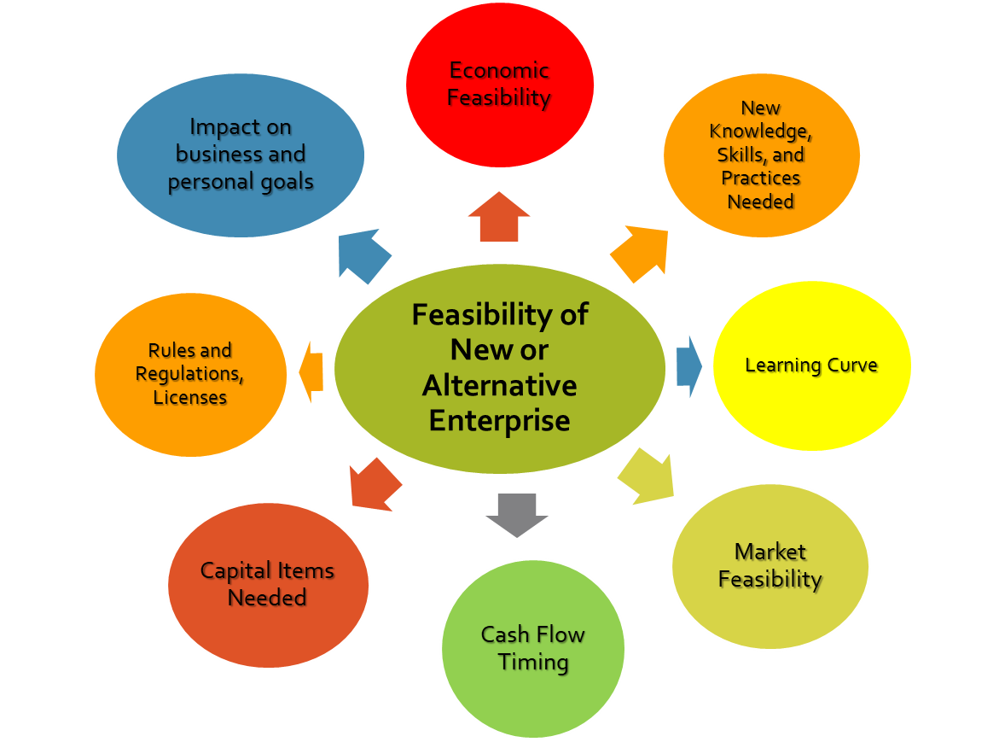 Economic
Feasibility
New
Knowledge,
Skills, and
Practices
Needed
Learning Curve
Market
Feasibility
Cash Flow
Timing
Capital Items
Needed
Rules and
Regulations,
Licenses
Impact on
business and
personal goals
Feasibility of
New or
Alternative
Enterprise